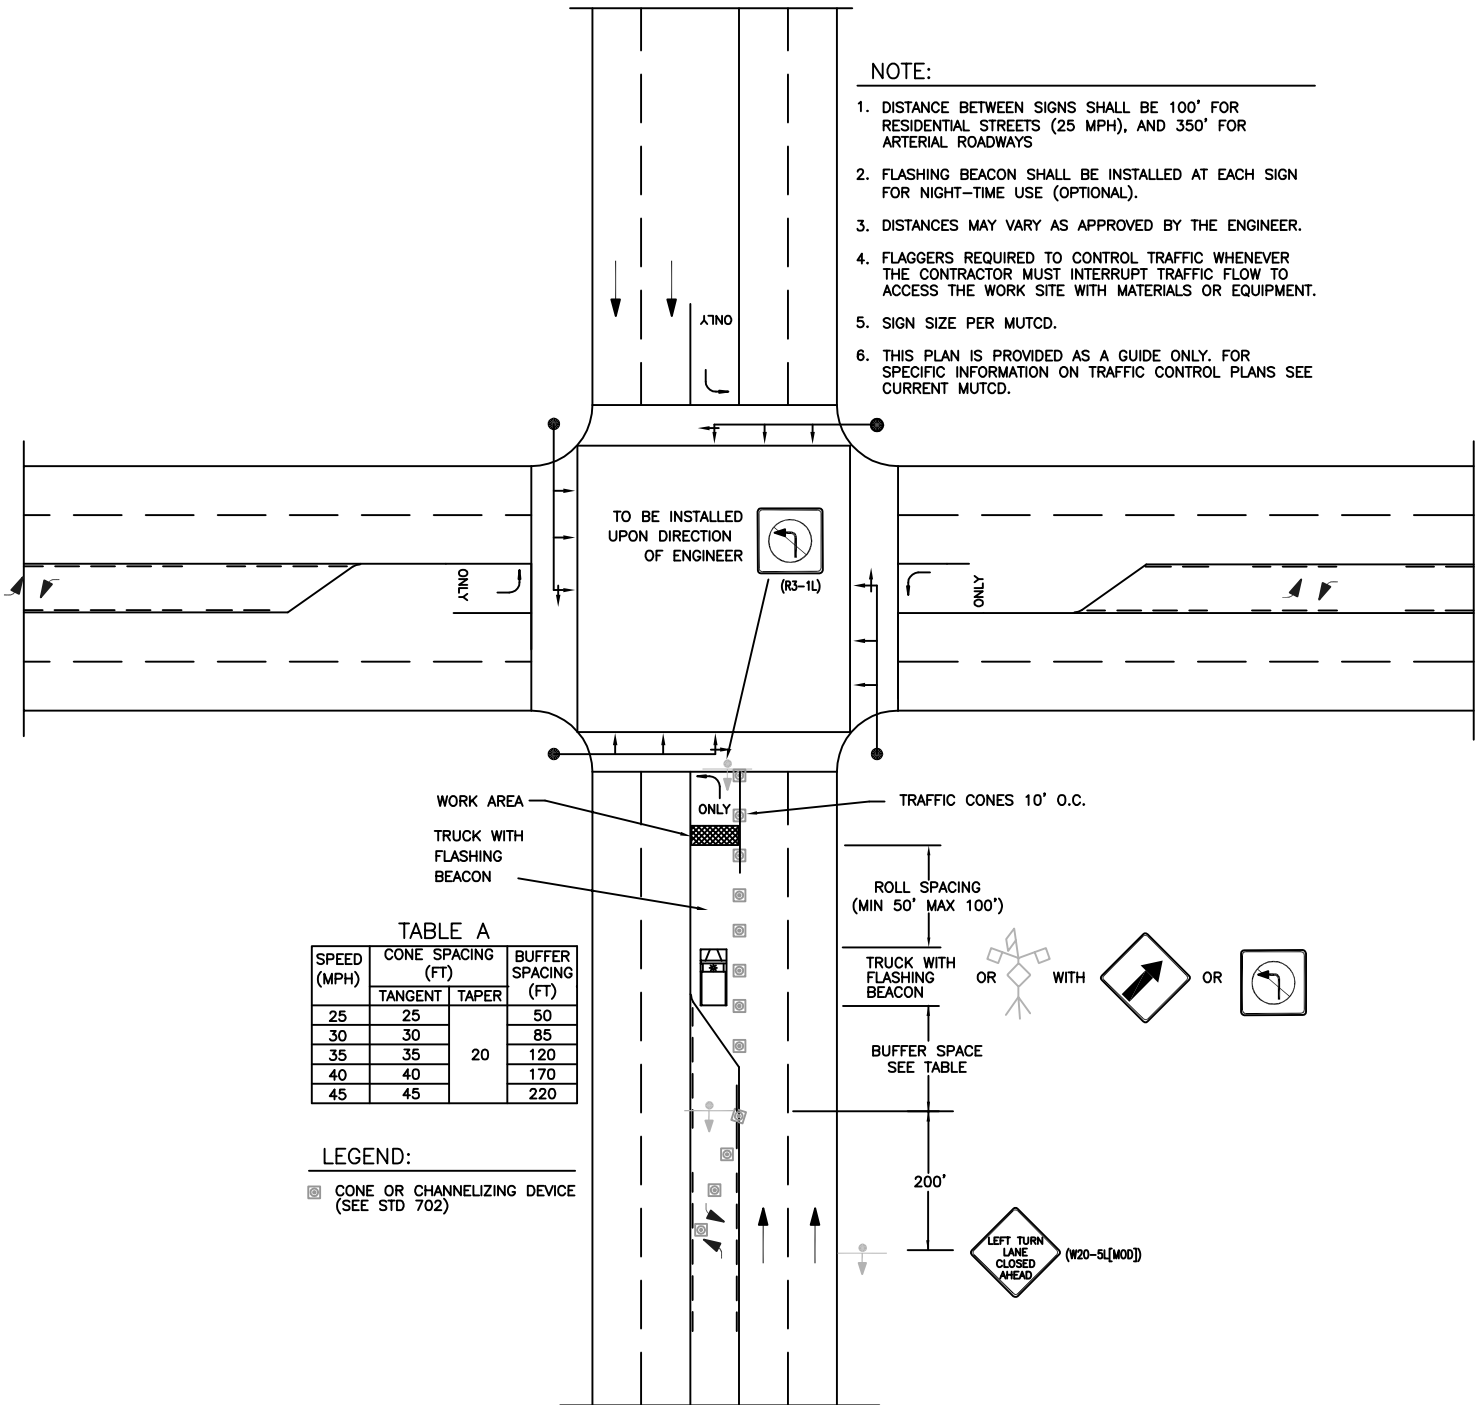 NOTE:
1. DISTANCE BETWEEN SIGNS SHALL BE 100' FOR
RESIDENTIAL STREETS (25 MPH), AND 350' FOR
ARTERIAL ROADWAYS
2. FLASHING BEACON SHALL BE INSTALLED AT EACH SIGN
FOR NIGHT-TIME USE (OPTIONAL).
3. DISTANCES MAY VARY AS APPROVED BY THE ENGINEER.
4. FLAGGERS REQUIRED TO CONTROL TRAFFIC WHENEVER
THE CONTRACTOR MUST INTERRUPT TRAFFIC FLOW TO
ACCESS THE WORK SITE WITH MATERIALS OR EQUIPMENT.
5. SIGN SIZE PER MUTCD.
6. THIS PLAN IS PROVIDED AS A GUIDE ONLY. FOR
SPECIFIC INFORMATION ON TRAFFIC CONTROL PLANS SEE
CURRENT MUTCD.
ONLY
TO BE INSTALLED
UPON DIRECTION
OF ENGINEER
(R3-1L)
ONLY
ONLY
ONLY
WORK AREA
TRUCK WITH
FLASHING
BEACON
TRAFFIC CONES 10' O.C.
ROLL SPACING
(MIN 50' MAX 100')
TRUCK WITH
FLASHING
BEACON
OR
WITH
OR
BUFFER SPACE
SEE TABLE
200'
LEFT TURN
LANE
CLOSED
AHEAD
(W20-5L[MOD])
TABLE A
SPEED (MPH) CONE SPACING (FT) BUFFER SPACING (FT)
TANGENT TAPER
25 25 50
30 30 85
35 35 20 120
40 40 170
45 45 220
LEGEND:
CONE OR CHANNELIZING DEVICE
(SEE STD 702)